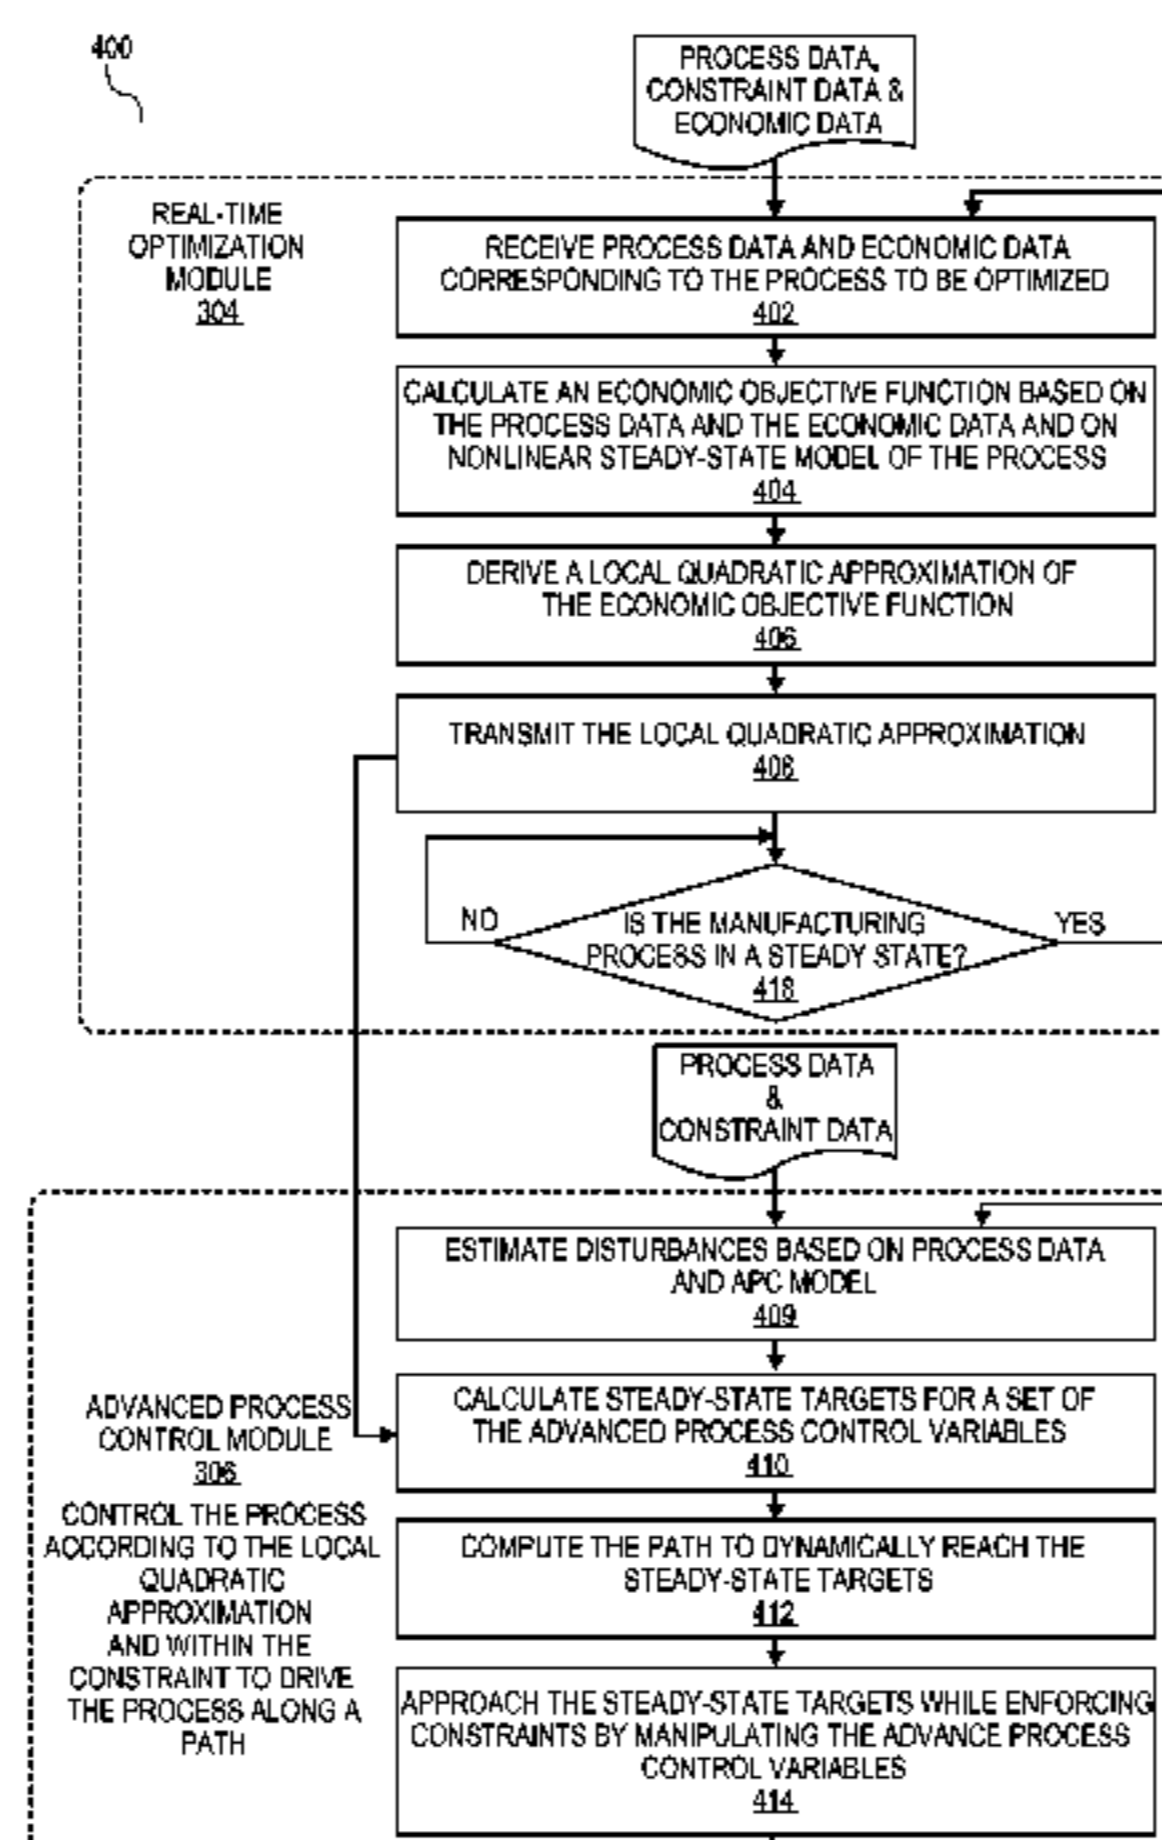 400
PROCESS DATA,
CONSTRAINT DATA &
ECONOMIC DATA
REAL-TIME
OPTIMIZATION
MODULE
304
RECEIVE PROCESS DATA AND ECONOMIC DATA
CORRESPONDING TO THE PROCESS TO BE OPTIMIZED
402
CALCULATE AN ECONOMIC OBJECTIVE FUNCTION BASED ON
THE PROCESS DATA AND THE ECONOMIC DATA AND ON
NONLINEAR STEADY-STATE MODEL OF THE PROCESS
404
DERIVE A LOCAL QUADRATIC APPROXIMATION OF
THE ECONOMIC OBJECTIVE FUNCTION
406
TRANSMIT THE LOCAL QUADRATIC APPROXIMATION
408
NO
IS THE MANUFACTURING
PROCESS IN A STEADY STATE?
418
YES
PROCESS DATA
&
CONSTRAINT DATA
ESTIMATE DISTURBANCES BASED ON PROCESS DATA
AND APC MODEL
409
ADVANCED PROCESS
CONTROL MODULE
306
CONTROL THE PROCESS
ACCORDING TO THE LOCAL
QUADRATIC
APPROXIMATION
AND WITHIN THE
CONSTRAINT TO DRIVE
THE PROCESS ALONG A
PATH
CALCULATE STEADY-STATE TARGETS FOR A SET OF
THE ADVANCED PROCESS CONTROL VARIABLES
410
COMPUTE THE PATH TO DYNAMICALLY REACH THE
STEADY-STATE TARGETS
412
APPROACH THE STEADY-STATE TARGETS WHILE ENFORCING
CONSTRAINTS BY MANIPULATING THE ADVANCE PROCESS
CONTROL VARIABLES
414